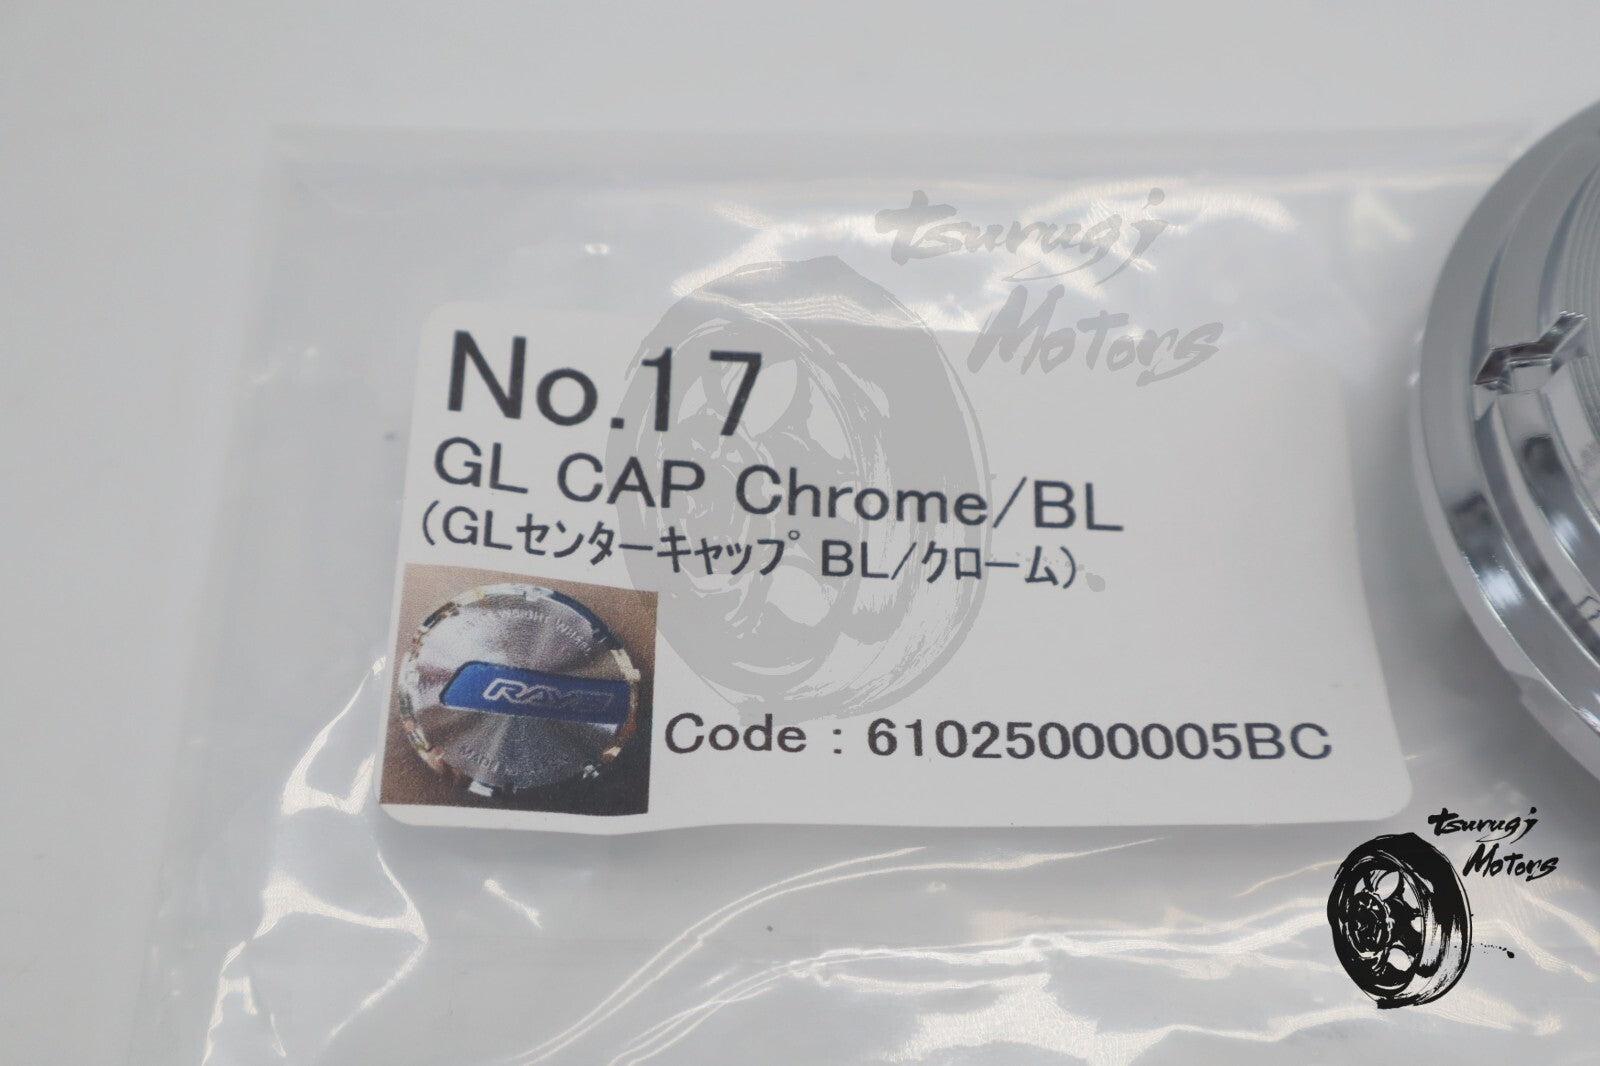 tsurugi
Motors
No.17
GL CAP Chrome/BL
(GLｾﾝﾀｰｷｬｯﾌﾟ BL/ｸﾛｰﾑ)
RAYS
Code : 61025000005BC
tsurugi
Motors